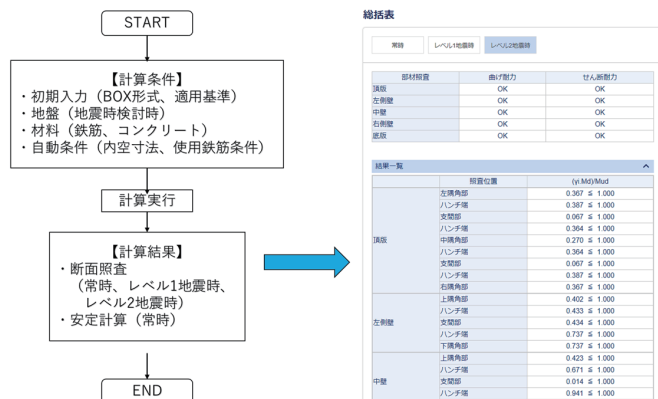 START
【計算条件】
・初期入力（BOX形式、適用基準）
・地盤（地震時検討時）
・材料（鉄筋、コンクリート）
・自動条件（内空寸法、使用鉄筋条件）
計算実行
【計算結果】
・断面照査
（常時、レベル1地震時、
レベル2地震時）
・安定計算（常時）
END
総括表
常時 レベル1地震時 レベル2地震時
部材照査 曲げ耐力 せん断耐力
頂版 OK OK
左側壁 OK OK
中壁 OK OK
右側壁 OK OK
底版 OK OK
結果一覧
照査位置 (γi.Md)/Mud
頂版
左隅角部 0.367 ≦ 1.000
ハンチ端 0.387 ≦ 1.000
支間部 0.067 ≦ 1.000
ハンチ端 0.364 ≦ 1.000
中隅角部 0.270 ≦ 1.000
ハンチ端 0.364 ≦ 1.000
支間部 0.067 ≦ 1.000
ハンチ端 0.387 ≦ 1.000
右隅角部 0.367 ≦ 1.000
左側壁
上隅角部 0.402 ≦ 1.000
ハンチ端 0.433 ≦ 1.000
支間部 0.434 ≦ 1.000
ハンチ端 0.737 ≦ 1.000
下隅角部 0.737 ≦ 1.000
中壁
上隅角部 0.423 ≦ 1.000
ハンチ端 0.671 ≦ 1.000
支間部 0.014 ≦ 1.000
ハンチ端 0.941 ≦ 1.000